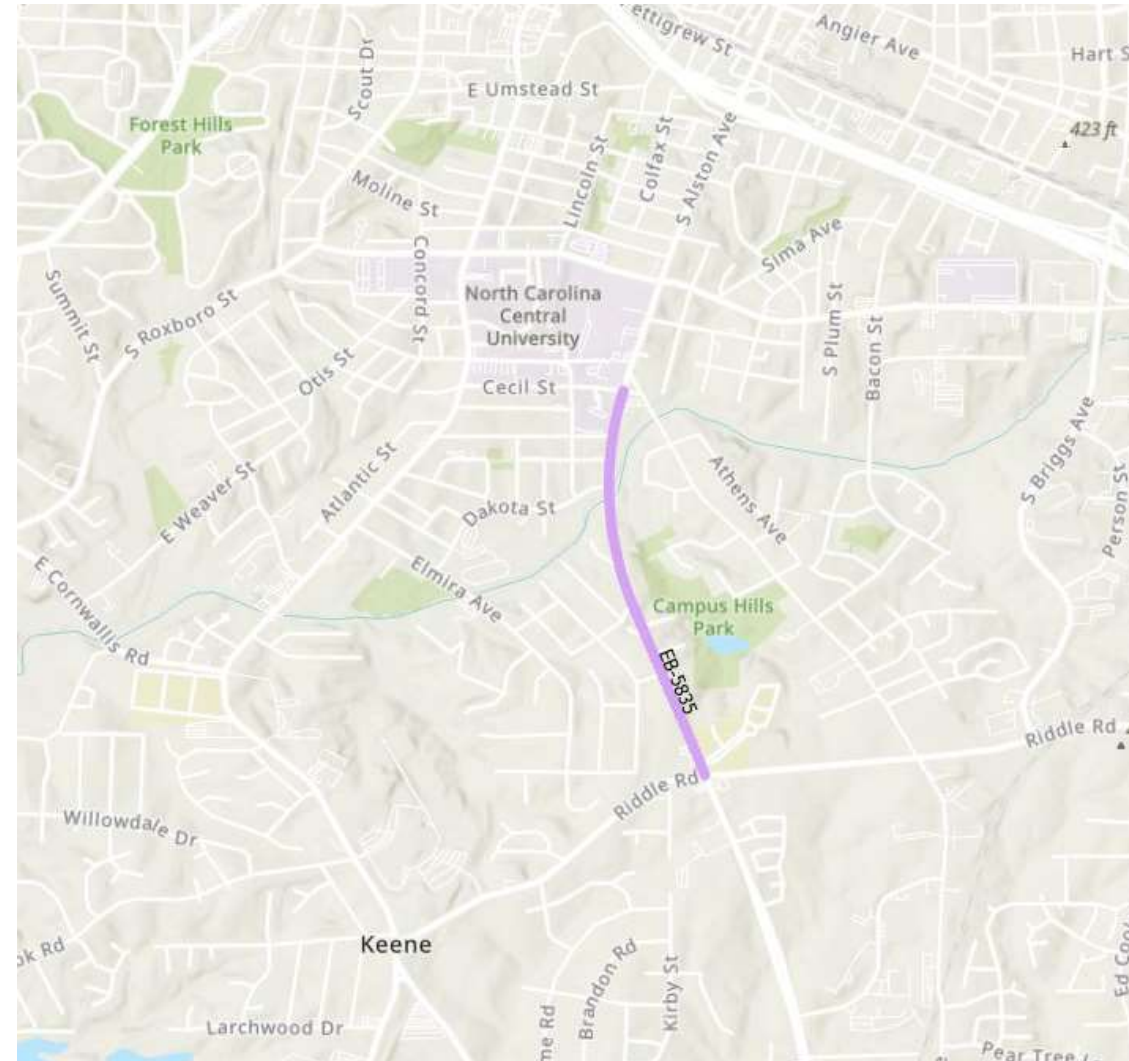 ettigrew St
Angier Ave
Hart S
Scout Dr
E Umstead St
Forest Hills
Park
423 ft
Lincoln St
Colfax St
S Alston Ave
Moline St
Sima Ave
Concord St
North Carolina
Central
University
Summit St
S Roxboro St
Otis St
Cecil St
S Plum St
Bacon St
S Briggs Ave
Person St
Atlantic St
E Weaver St
Dakota St
Athens Ave
Elmira Ave
E Cornwallis Rd
Campus Hills
Park
EB-5835
Riddle Rd
Riddle Rd
Willowdale Dr
Keene
ok Rd
Brandon Rd
Kirby St
me Rd
Larchwood Dr
Pear Tree
Ed Coo